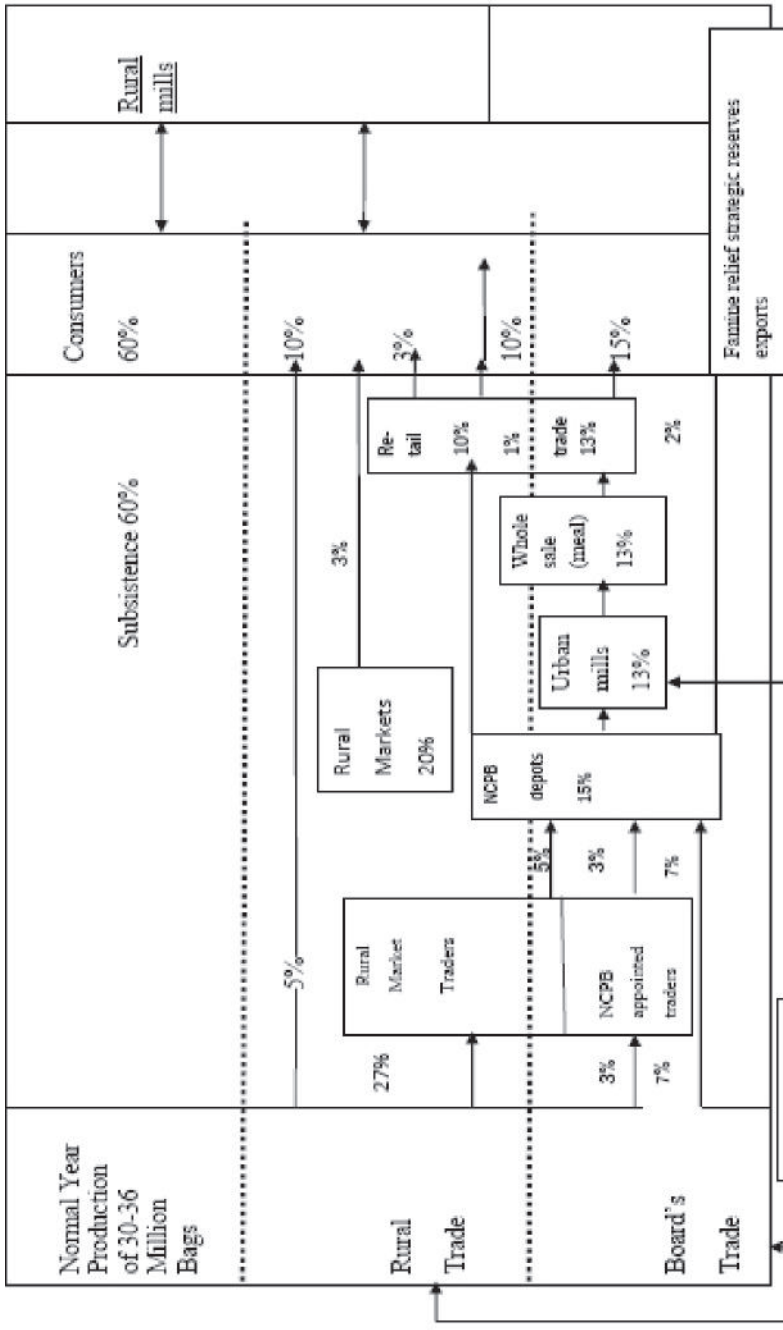 Normal Year
Production
of 30-36
Million
Bags
Subsistence 60%
Consumers
60%
Rural
mills
Rural
Trade
5%
10%
27%
Rural
Market
Traders
Rural
Markets
20%
3%
3%
Re-
tail
10%
1%
trade
13%
10%
Board's
Trade
3%
7%
NCPB
appointed
traders
5%
3%
7%
NCPB
depots
15%
Urban
mills
13%
Whole
sale
(meal)
13%
2%
15%
Famine relief strategic reserves
exports